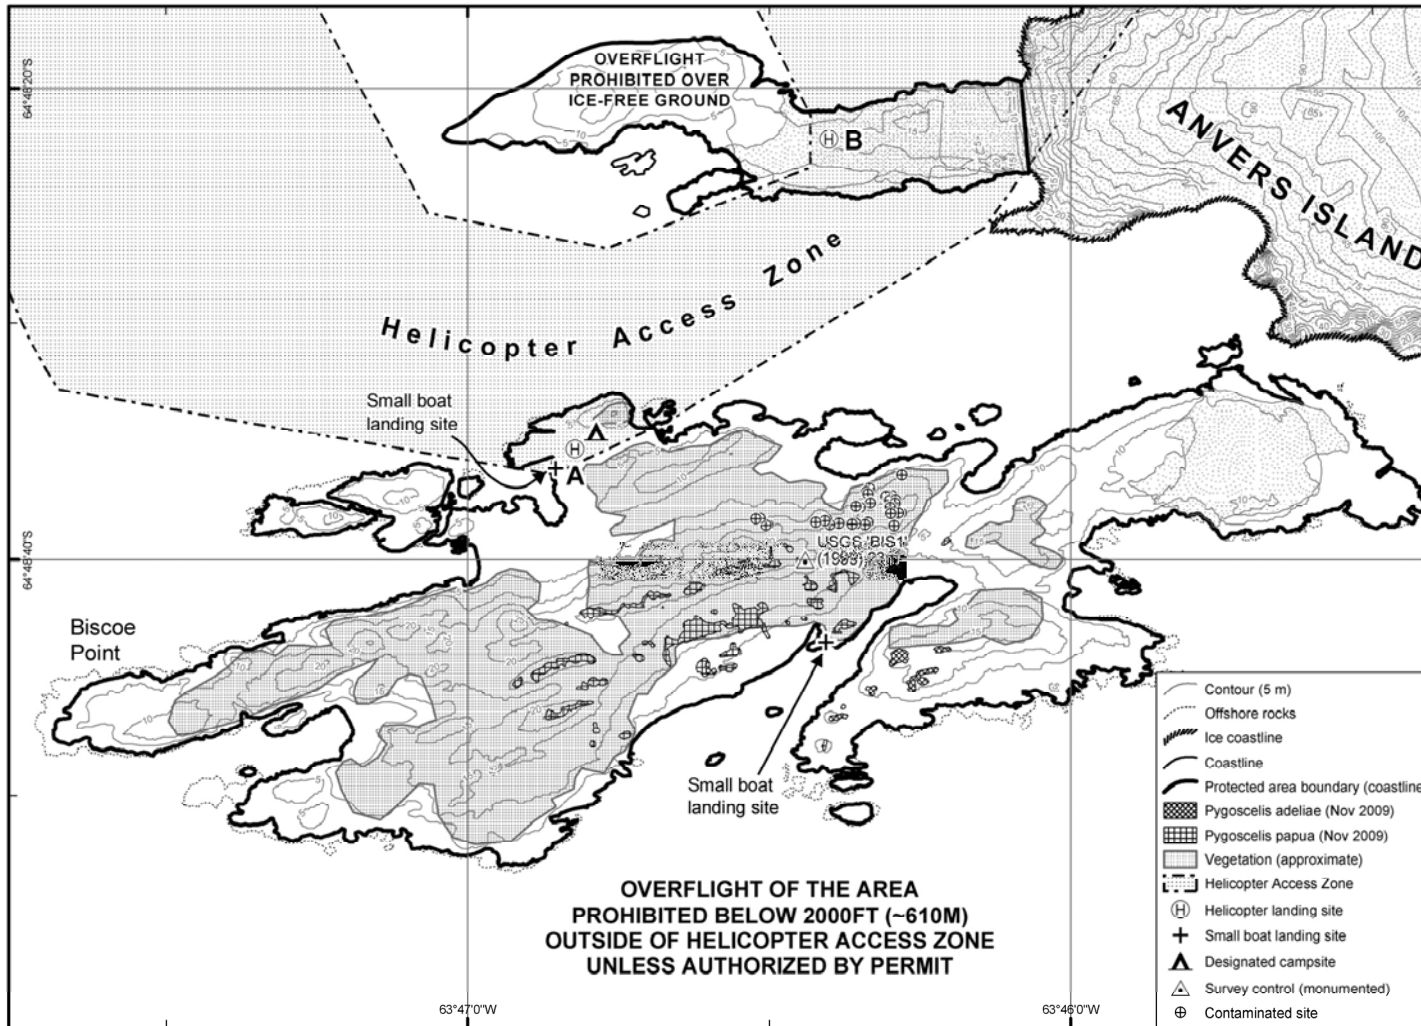 OVERFLIGHT
PROHIBITED OVER
ICE-FREE GROUND
64°48'20"S
H B
ANVERS ISLAND
Helicopter Access Zone
Small boat
landing site
H
A
64°48'40"S
USGS 'BIS1'
Biscoe
Point
Small boat
landing site
OVERFLIGHT OF THE AREA
PROHIBITED BELOW 2000FT (~610M)
OUTSIDE OF HELICOPTER ACCESS ZONE
UNLESS AUTHORIZED BY PERMIT
63°47'0"W
63°46'0"W
Contour (5 m)
Offshore rocks
Ice coastline
Coastline
Protected area boundary (coastline
Pygoscelis adeliae (Nov 2009)
Pygoscelis papua (Nov 2009)
Vegetation (approximate)
Helicopter Access Zone
H Helicopter landing site
Small boat landing site
Designated campsite
Survey control (monumented)
Contaminated site